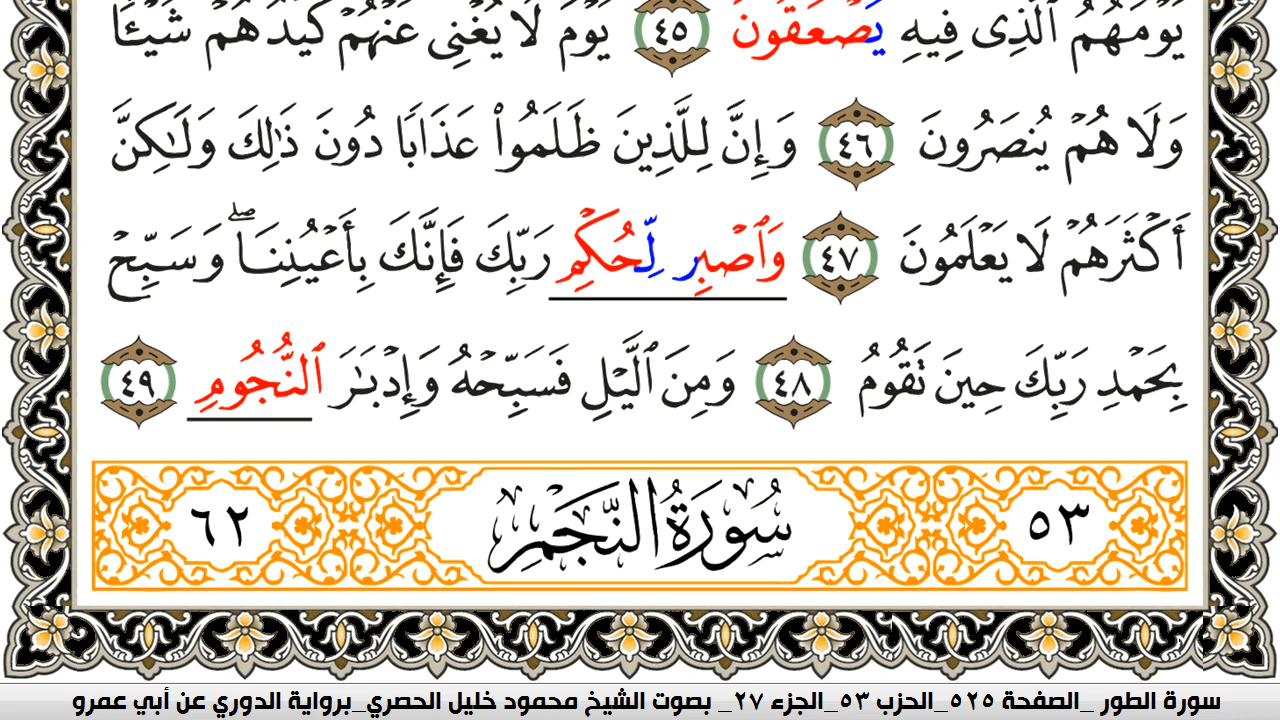 يَوْمَهُمُ ٱلَّذِى فِيهِ يَصْعَقُونَ ٤٥ يَوْمَ لَا يُغْنِى عَنْهُمْ كَيْدُهُمْ شَيْـًٔا
وَلَا هُمْ يُنصَرُونَ ٤٦ وَإِنَّ لِلَّذِينَ ظَلَمُوا۟ عَذَابًا دُونَ ذَٰلِكَ وَلَـٰكِنَّ
أَكْثَرَهُمْ لَا يَعْلَمُونَ ٤٧ وَٱصْبِر لِّحُكْمِ رَبِّكَ فَإِنَّكَ بِأَعْيُنِنَا ۖ وَسَبِّحْ
بِحَمْدِ رَبِّكَ حِينَ تَقُومُ ٤٨ وَمِنَ ٱلَّيْلِ فَسَبِّحْهُ وَإِدْبَـٰرَ ٱلنُّجُومِ ٤٩
٥٣ سُورَةُ النَّجْمِ ٦٢
سورة الطور _الصفحة ٥٢٥_الحزب ٥٣_الجزء ٢٧_ بصوت الشيخ محمود خليل الحصري_برواية الدوري عن أبي عمرو